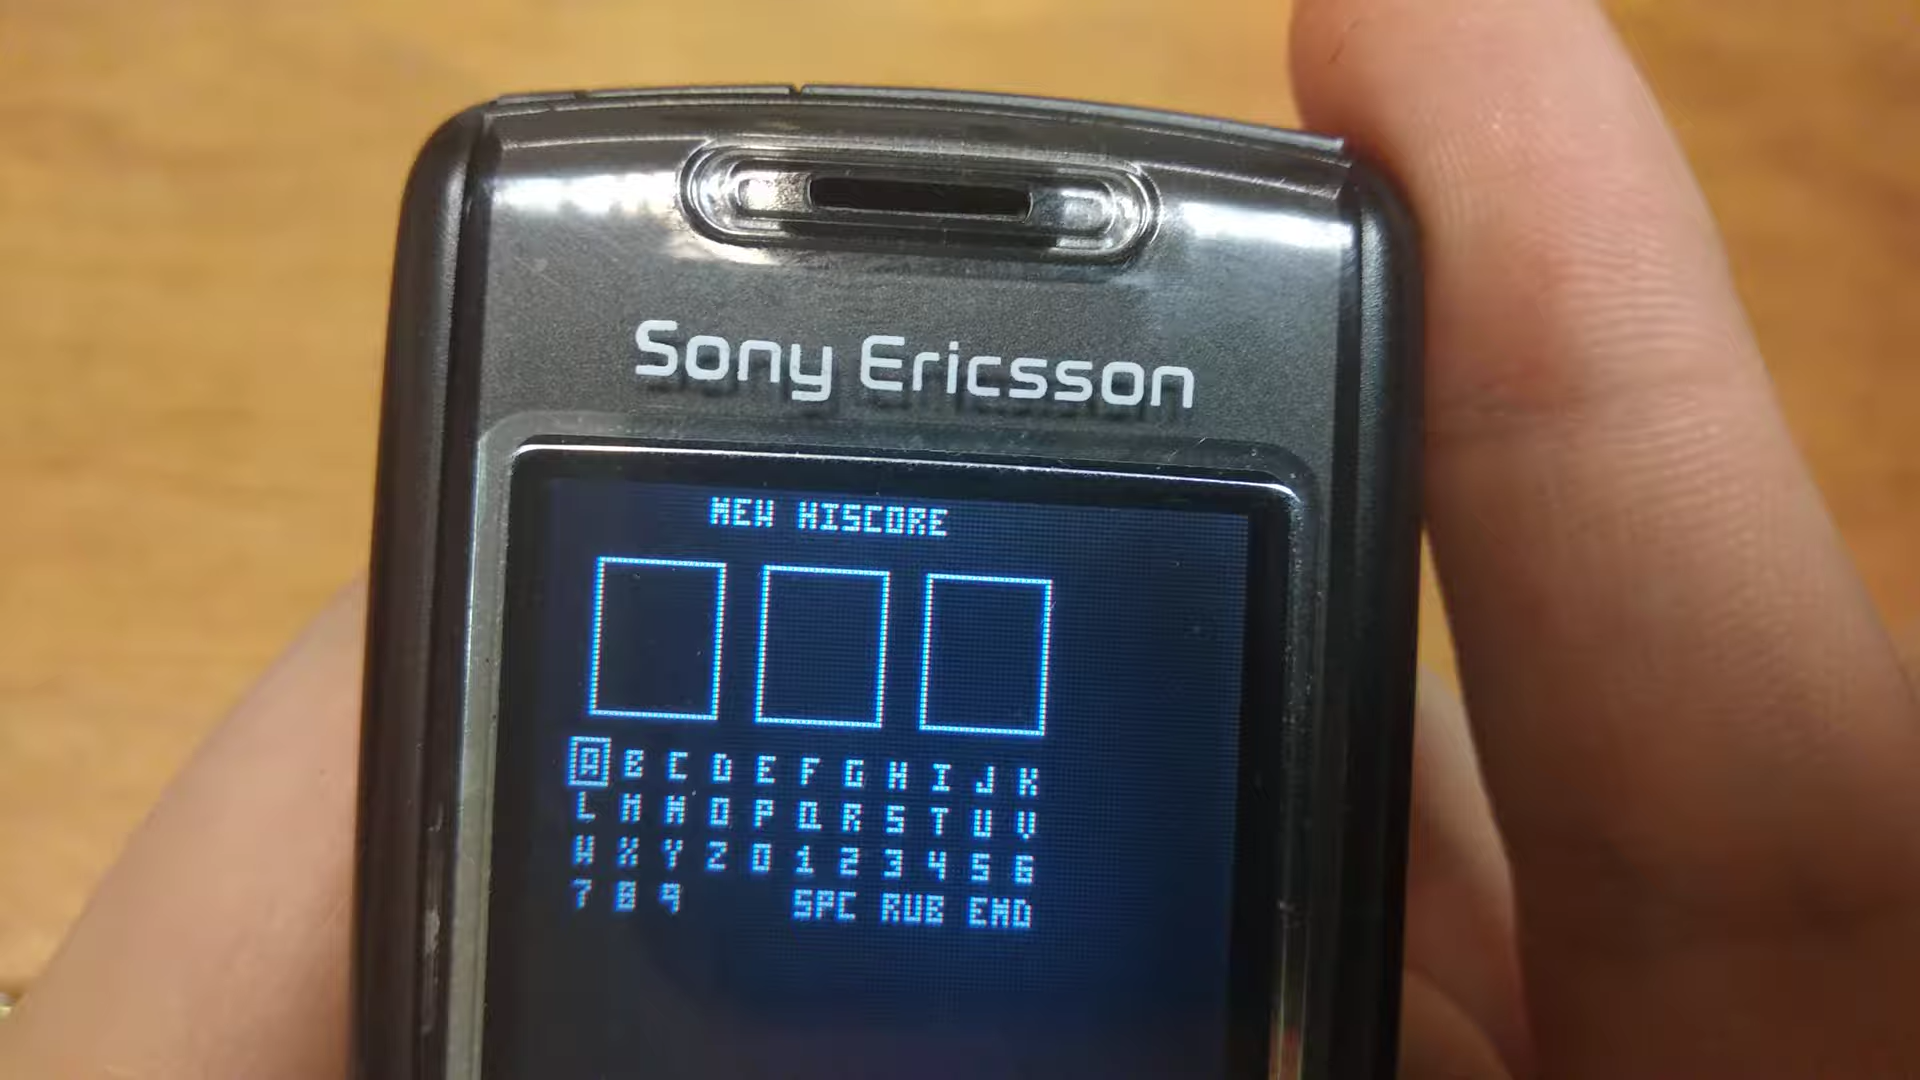 Sony Ericsson
NEW HISCORE
A B C D E F G H I J K
L M N O P Q R S T U V
W X Y Z 0 1 2 3 4 5 6
7 8 9 SPC RUB END